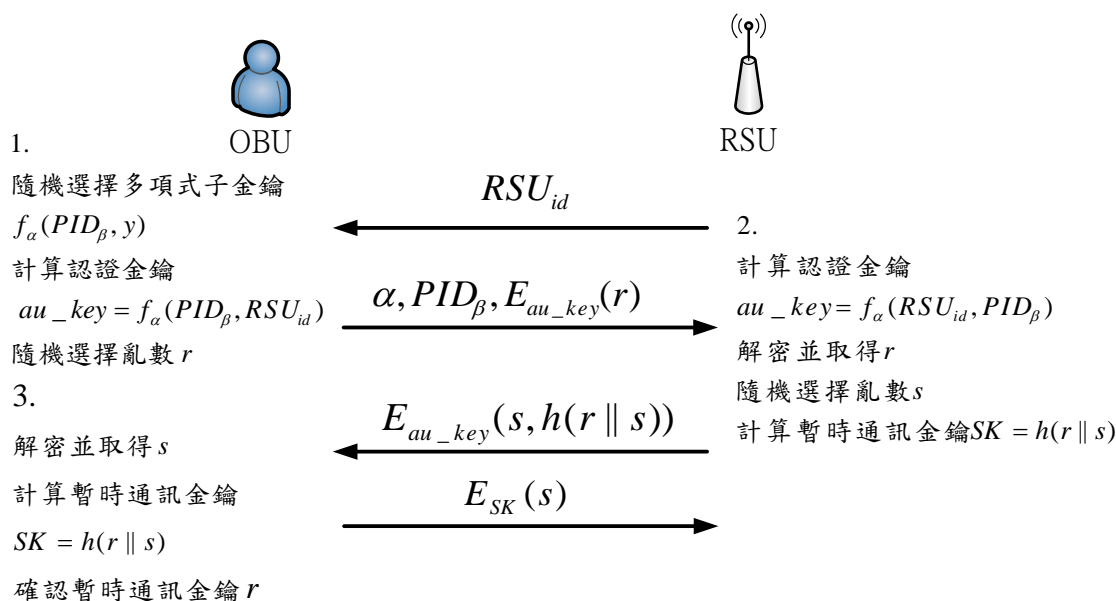 OBU
RSU
1.
隨機選擇多項式子金鑰
f_α(PID_β, y)
計算認證金鑰
au_key = f_α(PID_β, RSU_id)
隨機選擇亂數 r
RSU_id
α, PID_β, E_au_key(r)
2.
計算認證金鑰
au_key = f_α(RSU_id, PID_β)
解密並取得r
隨機選擇亂數s
計算暫時通訊金鑰SK = h(r || s)
E_au_key(s, h(r || s))
3.
解密並取得 s
計算暫時通訊金鑰
SK = h(r || s)
確認暫時通訊金鑰 r
E_SK(s)